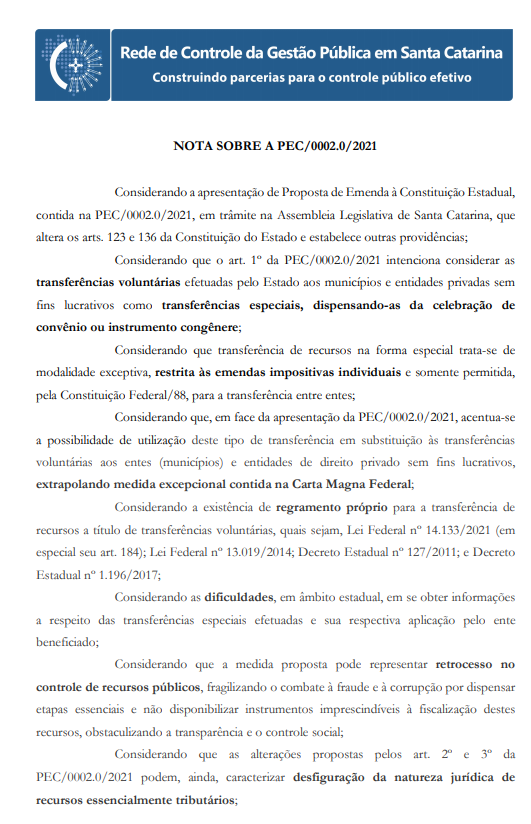 Rede de Controle da Gestão Pública em Santa Catarina
Construindo parcerias para o controle público efetivo
NOTA SOBRE A PEC/0002.0/2021
Considerando a apresentação de Proposta de Emenda à Constituição Estadual,
contida na PEC/0002.0/2021, em trâmite na Assembleia Legislativa de Santa Catarina, que
altera os arts. 123 e 136 da Constituição do Estado e estabelece outras providências;
Considerando que o art. 1º da PEC/0002.0/2021 intenciona considerar as
transferências voluntárias efetuadas pelo Estado aos municípios e entidades privadas sem
fins lucrativos como transferências especiais, dispensando-as da celebração de
convênio ou instrumento congênere;
Considerando que transferência de recursos na forma especial trata-se de
modalidade exceptiva, restrita às emendas impositivas individuais e somente permitida,
pela Constituição Federal/88, para a transferência entre entes;
Considerando que, em face da apresentação da PEC/0002.0/2021, acentua-se
a possibilidade de utilização deste tipo de transferência em substituição às transferências
voluntárias aos entes (municípios) e entidades de direito privado sem fins lucrativos,
extrapolando medida excepcional contida na Carta Magna Federal;
Considerando a existência de regramento próprio para a transferência de
recursos a título de transferências voluntárias, quais sejam, Lei Federal nº 14.133/2021 (em
especial seu art. 184); Lei Federal nº 13.019/2014; Decreto Estadual nº 127/2011; e Decreto
Estadual nº 1.196/2017;
Considerando as dificuldades, em âmbito estadual, em se obter informações
a respeito das transferências especiais efetuadas e sua respectiva aplicação pelo ente
beneficiado;
Considerando que a medida proposta pode representar retrocesso no
controle de recursos públicos, fragilizando o combate à fraude e à corrupção por dispensar
etapas essenciais e não disponibilizar instrumentos imprescindíveis à fiscalização destes
recursos, obstaculizando a transparência e o controle social;
Considerando que as alterações propostas pelos art. 2º e 3º da
PEC/0002.0/2021 podem, ainda, caracterizar desfiguração da natureza jurídica de
recursos essencialmente tributários;